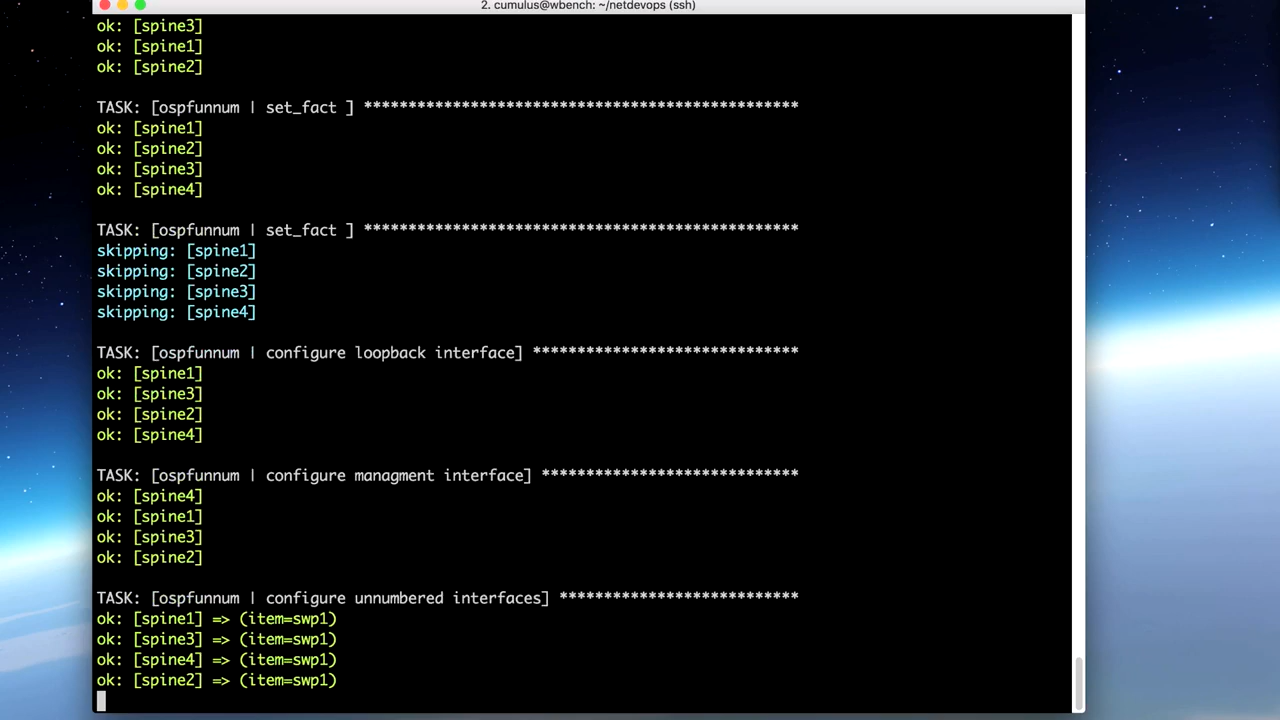 2. cumulus@wbench: ~/netdevops (ssh)
ok: [spine3]
ok: [spine1]
ok: [spine2]
TASK: [ospfunnum | set_fact ] *************************************************
ok: [spine1]
ok: [spine2]
ok: [spine3]
ok: [spine4]
TASK: [ospfunnum | set_fact ] *************************************************
skipping: [spine1]
skipping: [spine2]
skipping: [spine3]
skipping: [spine4]
TASK: [ospfunnum | configure loopback interface] ******************************
ok: [spine1]
ok: [spine3]
ok: [spine2]
ok: [spine4]
TASK: [ospfunnum | configure managment interface] *****************************
ok: [spine4]
ok: [spine1]
ok: [spine3]
ok: [spine2]
TASK: [ospfunnum | configure unnumbered interfaces] ***************************
ok: [spine1] => (item=swp1)
ok: [spine3] => (item=swp1)
ok: [spine4] => (item=swp1)
ok: [spine2] => (item=swp1)